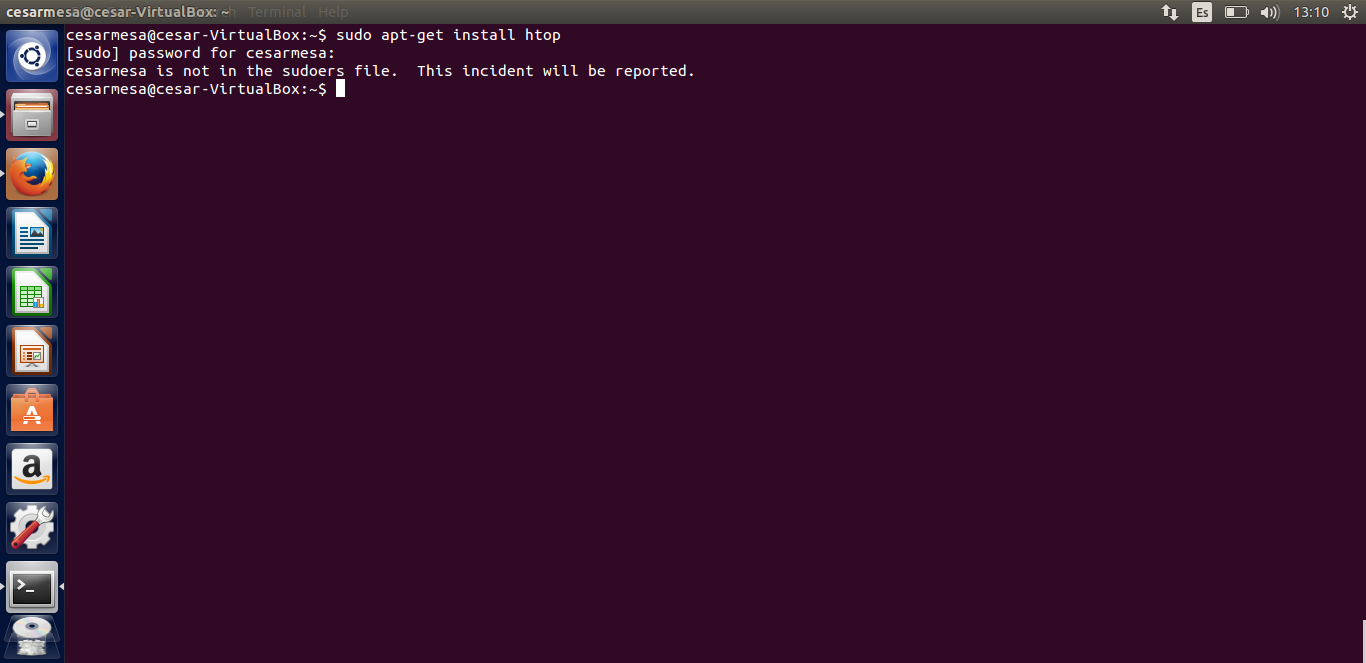 cesarmesa@cesar-VirtualBox: ~
Terminal Help
Es
13:10
cesarmesa@cesar-VirtualBox:~$ sudo apt-get install htop
[sudo] password for cesarmesa:
cesarmesa is not in the sudoers file.  This incident will be reported.
cesarmesa@cesar-VirtualBox:~$